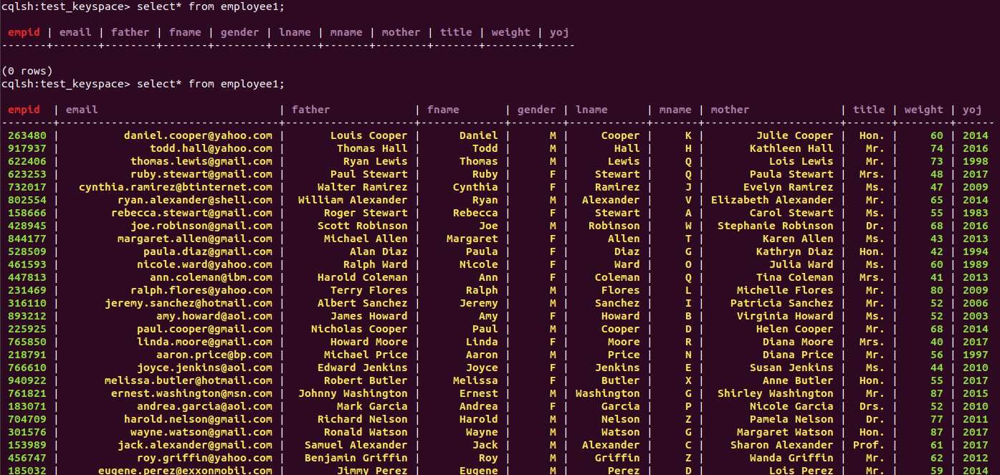 cqlsh:test_keyspace> select* from employee1;
 empid | email | father | fname | gender | lname | mname | mother | title | weight | yoj
-------+-------+--------+-------+--------+-------+-------+--------+-------+--------+-----
(0 rows)
cqlsh:test_keyspace> select* from employee1;
 empid  | email                            | father             | fname       | gender | lname      | mname | mother              | title | weight | yoj
--------+----------------------------------+--------------------+-------------+--------+------------+-------+---------------------+-------+--------+------
 263480 | daniel.cooper@yahoo.com | Louis Cooper | Daniel | M | Cooper | K | Julie Cooper | Hon. | 60 | 2014
 917937 | todd.hall@yahoo.com | Thomas Hall | Todd | M | Hall | H | Kathleen Hall | Mr. | 74 | 2016
 622406 | thomas.lewis@gmail.com | Ryan Lewis | Thomas | M | Lewis | Q | Lois Lewis | Mr. | 73 | 1998
 623253 | ruby.stewart@gmail.com | Paul Stewart | Ruby | F | Stewart | Q | Paula Stewart | Mrs. | 48 | 2017
 732017 | cynthia.ramirez@btinternet.com | Walter Ramirez | Cynthia | F | Ramirez | J | Evelyn Ramirez | Ms. | 47 | 2009
 802554 | ryan.alexander@shell.com | William Alexander | Ryan | M | Alexander | V | Elizabeth Alexander | Mr. | 65 | 2014
 158666 | rebecca.stewart@gmail.com | Roger Stewart | Rebecca | F | Stewart | A | Carol Stewart | Ms. | 55 | 1983
 428945 | joe.robinson@gmail.com | Scott Robinson | Joe | M | Robinson | W | Stephanie Robinson | Dr. | 68 | 2016
 844177 | margaret.allen@gmail.com | Michael Allen | Margaret | F | Allen | T | Karen Allen | Ms. | 43 | 2013
 528509 | paula.diaz@gmail.com | Alan Diaz | Paula | F | Diaz | G | Kathryn Diaz | Hon. | 42 | 1994
 461593 | nicole.ward@yahoo.com | Ralph Ward | Nicole | F | Ward | O | Julia Ward | Ms. | 60 | 1989
 447813 | ann.coleman@ibm.com | Harold Coleman | Ann | F | Coleman | Q | Tina Coleman | Mrs. | 41 | 2013
 231469 | ralph.flores@yahoo.com | Terry Flores | Ralph | M | Flores | L | Michelle Flores | Mr. | 80 | 2009
 316110 | jeremy.sanchez@hotmail.com | Albert Sanchez | Jeremy | M | Sanchez | I | Patricia Sanchez | Mr. | 52 | 2006
 893212 | amy.howard@aol.com | James Howard | Amy | F | Howard | B | Virginia Howard | Ms. | 52 | 2003
 225925 | paul.cooper@gmail.com | Nicholas Cooper | Paul | M | Cooper | D | Helen Cooper | Mr. | 68 | 2014
 765850 | linda.moore@gmail.com | Howard Moore | Linda | F | Moore | R | Diana Moore | Mrs. | 40 | 2017
 218791 | aaron.price@bp.com | Michael Price | Aaron | M | Price | N | Diana Price | Mr. | 56 | 1997
 766610 | joyce.jenkins@aol.com | Edward Jenkins | Joyce | F | Jenkins | E | Susan Jenkins | Ms. | 44 | 2010
 940922 | melissa.butler@hotmail.com | Robert Butler | Melissa | F | Butler | X | Anne Butler | Hon. | 55 | 2017
 761821 | ernest.washington@msn.com | Johnny Washington | Ernest | M | Washington | G | Shirley Washington | Mr. | 87 | 2015
 183071 | andrea.garcia@aol.com | Mark Garcia | Andrea | F | Garcia | P | Nicole Garcia | Drs. | 52 | 2010
 704709 | harold.nelson@gmail.com | Richard Nelson | Harold | M | Nelson | Z | Pamela Nelson | Dr. | 77 | 2011
 301576 | wayne.watson@gmail.com | Ronald Watson | Wayne | M | Watson | G | Margaret Watson | Hon. | 87 | 2017
 153989 | jack.alexander@gmail.com | Samuel Alexander | Jack | M | Alexander | C | Sharon Alexander | Prof. | 61 | 2017
 456747 | roy.griffin@yahoo.com | Benjamin Griffin | Roy | M | Griffin | Z | Wanda Griffin | Mr. | 62 | 2012
 185032 | eugene.perez@exxonmobil.com | Jimmy Perez | Eugene | M | Perez | D | Lois Perez | Mr. | 59 | 2014